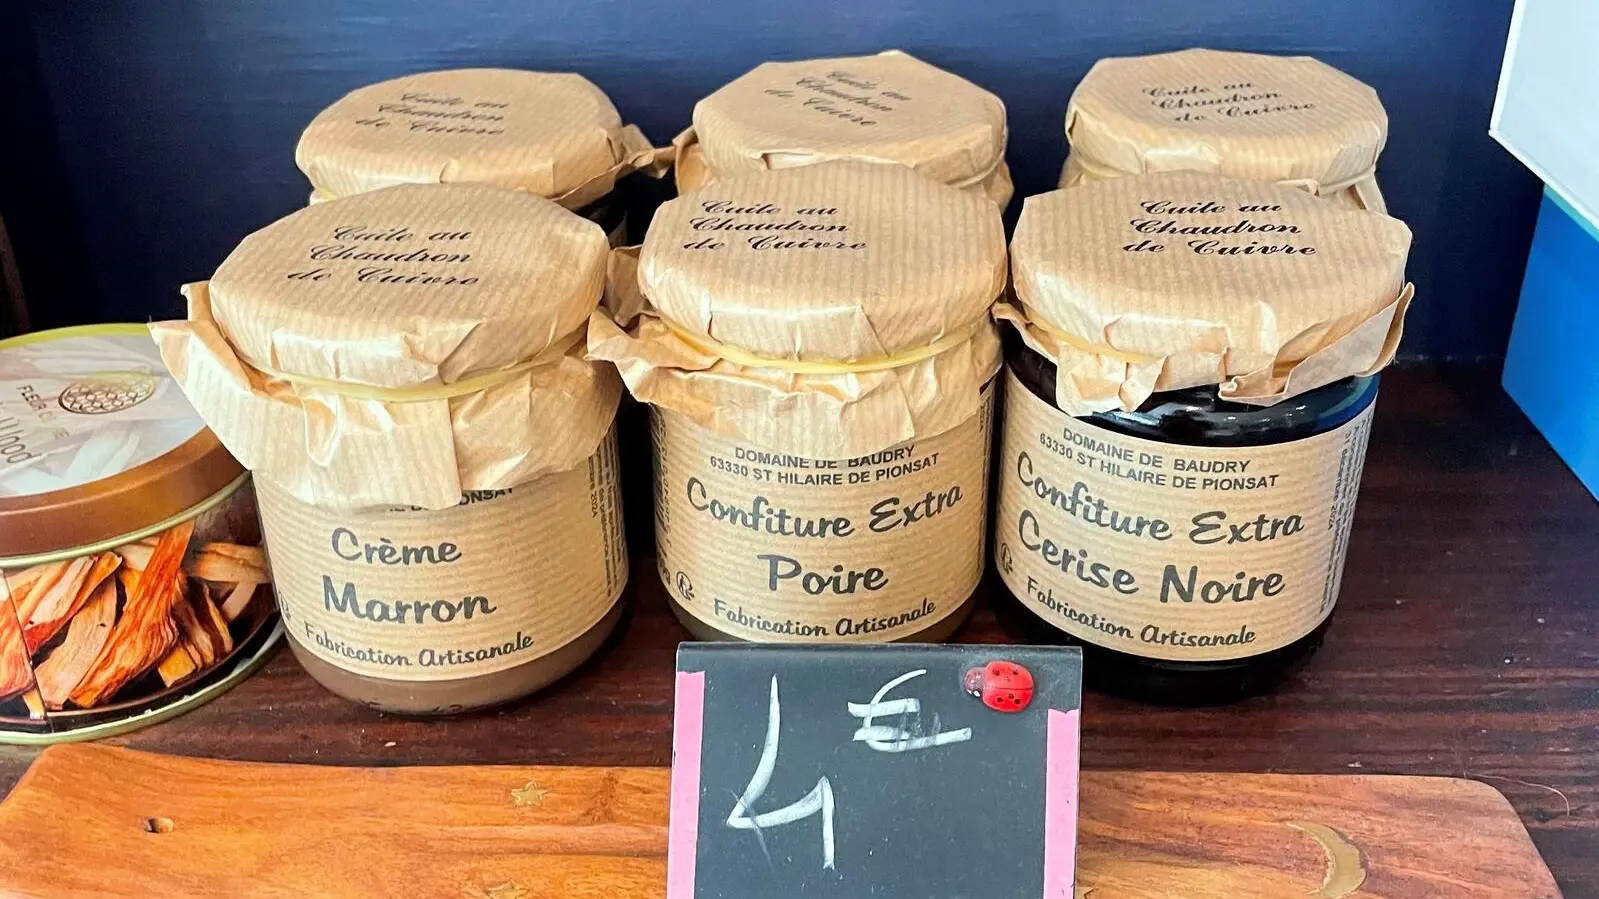 Cuite au
Chaudron
de Cuivre
Cuite au
Chaudron
de Cuivre
Cuite au
Chaudron
de Cuivre
Cuite au
Chaudron
de Cuivre
Cuite au
Chaudron
de Cuivre
Cuite au
Chaudron
de Cuivre
FLEUR
Wood
Crème
Marron
Fabrication Artisanale
DOMAINE DE BAUDRY
63330 ST HILAIRE DE PIONSAT
Confiture Extra
Poire
Fabrication Artisanale
DOMAINE DE BAUDRY
63330 ST HILAIRE DE PIONSAT
Confiture Extra
Cerise Noire
Fabrication Artisanale
4 €